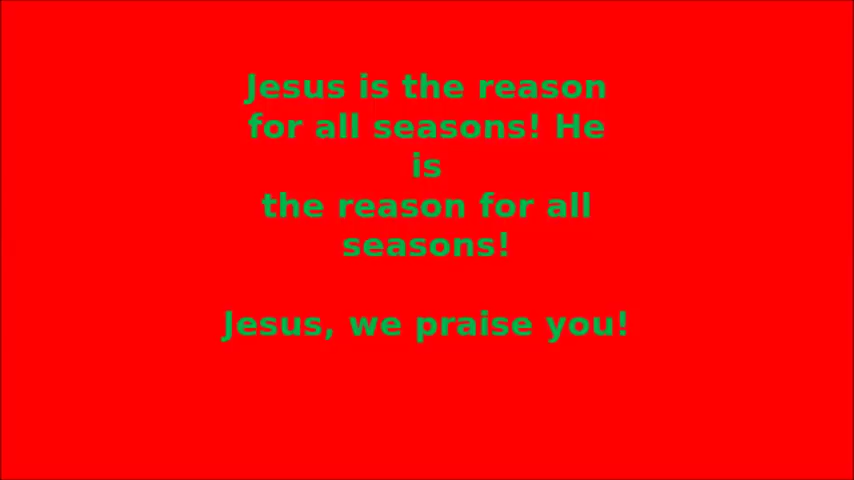 Jesus is the reason
for all seasons! He
is
the reason for all
seasons!
Jesus, we praise you!